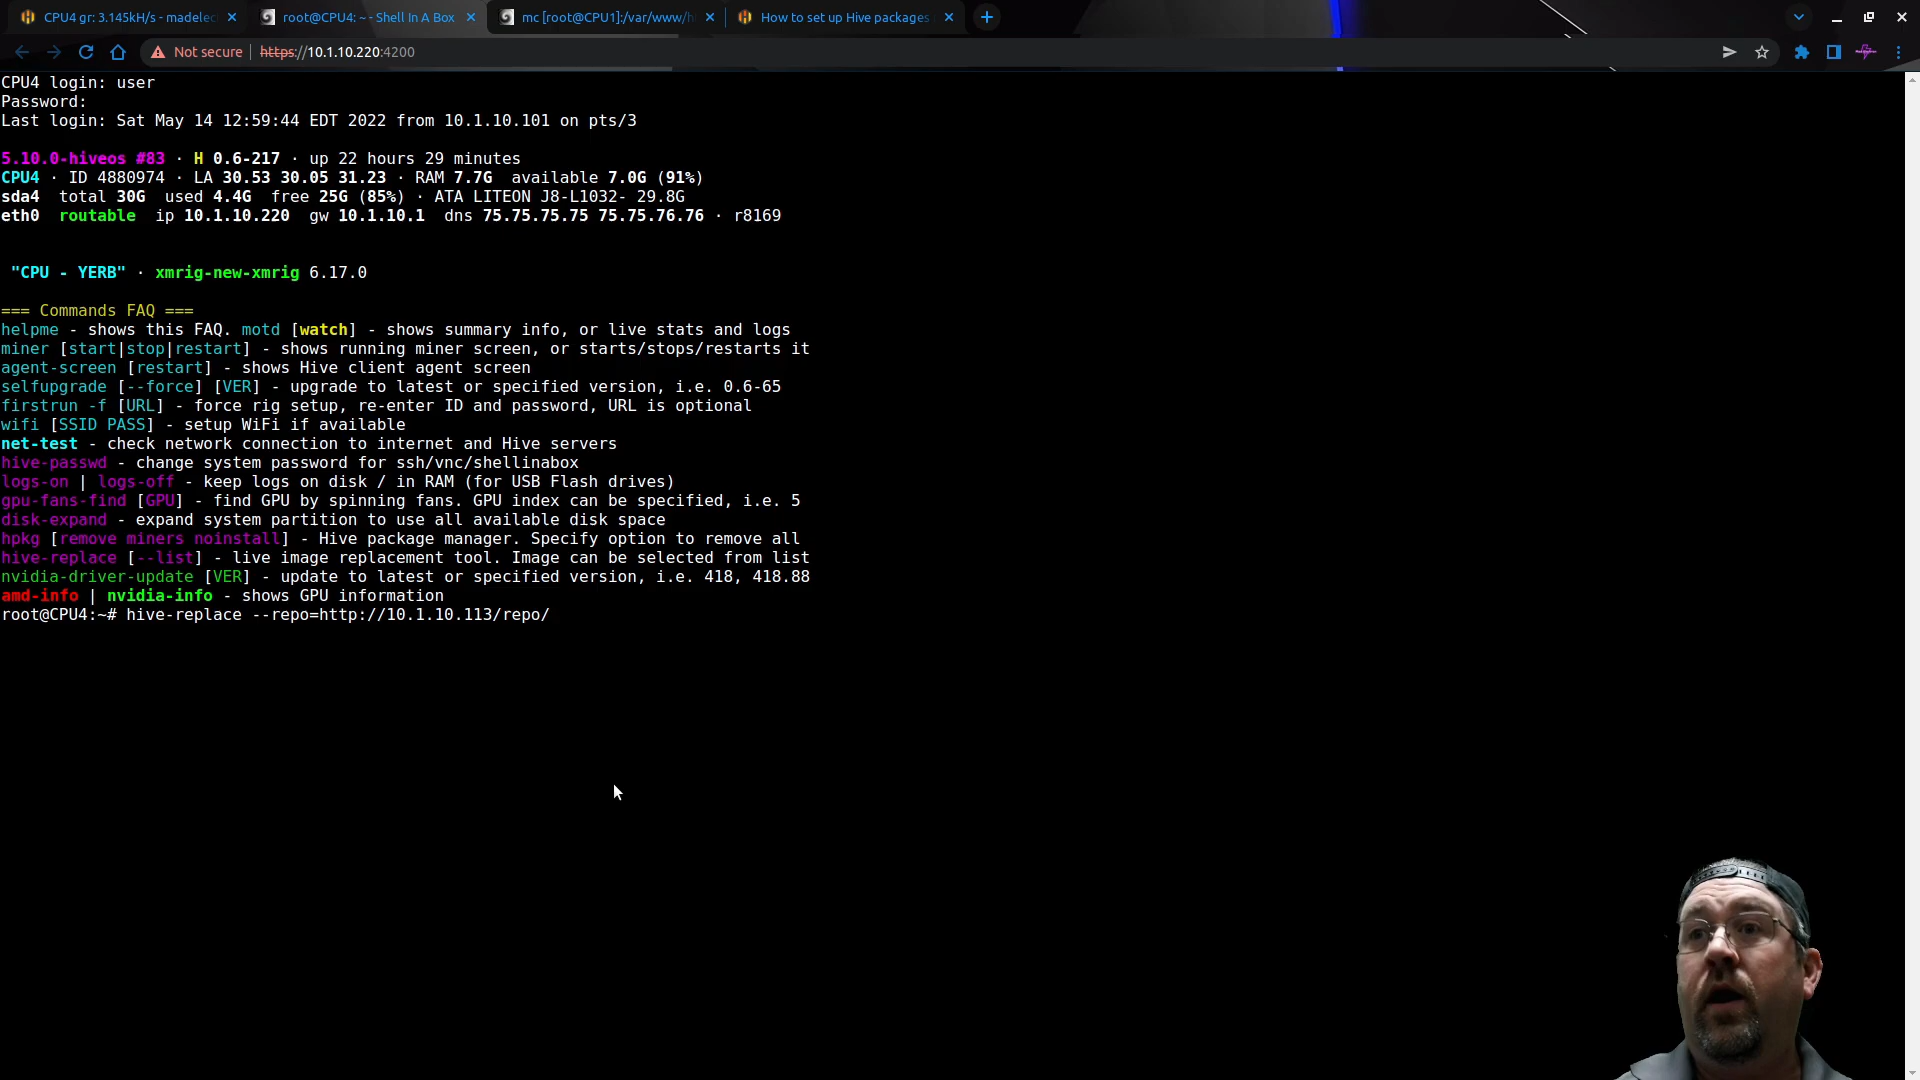 CPU4 gr: 3.145kH/s - madelec
root@CPU4: ~ - Shell In A Box
mc [root@CPU1]:/var/www/h
How to set up Hive packages
Not secure
https://10.1.10.220:4200
CPU4 login: user
Password:
Last login: Sat May 14 12:59:44 EDT 2022 from 10.1.10.101 on pts/3
5.10.0-hiveos #83 · H 0.6-217 · up 22 hours 29 minutes
CPU4 · ID 4880974 · LA 30.53 30.05 31.23 · RAM 7.7G available 7.0G (91%)
sda4 total 30G used 4.4G free 25G (85%) · ATA LITEON J8-L1032- 29.8G
eth0 routable ip 10.1.10.220 gw 10.1.10.1 dns 75.75.75.75 75.75.76.76 · r8169
"CPU - YERB" · xmrig-new-xmrig 6.17.0
=== Commands FAQ ===
helpme - shows this FAQ. motd [watch] - shows summary info, or live stats and logs
miner [start|stop|restart] - shows running miner screen, or starts/stops/restarts it
agent-screen [restart] - shows Hive client agent screen
selfupgrade [--force] [VER] - upgrade to latest or specified version, i.e. 0.6-65
firstrun -f [URL] - force rig setup, re-enter ID and password, URL is optional
wifi [SSID PASS] - setup WiFi if available
net-test - check network connection to internet and Hive servers
hive-passwd - change system password for ssh/vnc/shellinabox
logs-on | logs-off - keep logs on disk / in RAM (for USB Flash drives)
gpu-fans-find [GPU] - find GPU by spinning fans. GPU index can be specified, i.e. 5
disk-expand - expand system partition to use all available disk space
hpkg [remove miners noinstall] - Hive package manager. Specify option to remove all
hive-replace [--list] - live image replacement tool. Image can be selected from list
nvidia-driver-update [VER] - update to latest or specified version, i.e. 418, 418.88
amd-info | nvidia-info - shows GPU information
root@CPU4:~# hive-replace --repo=http://10.1.10.113/repo/